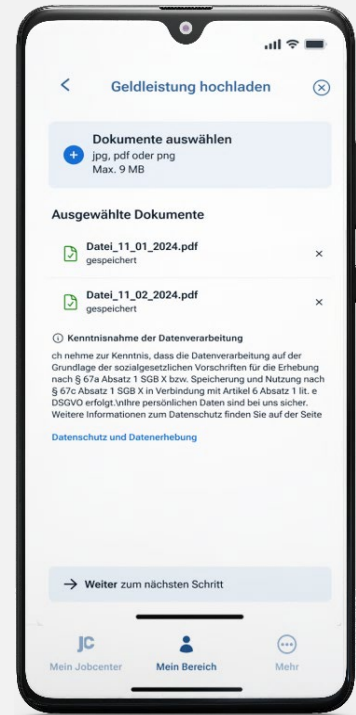 Geldleistung hochladen
Dokumente auswählen
jpg, pdf oder png
Max. 9 MB
Ausgewählte Dokumente
Datei_11_01_2024.pdf
gespeichert
Datei_11_02_2024.pdf
gespeichert
Kenntnisnahme der Datenverarbeitung
ch nehme zur Kenntnis, dass die Datenverarbeitung auf der
Grundlage der sozialgesetzlichen Vorschriften für die Erhebung
nach § 67a Absatz 1 SGB X bzw. Speicherung und Nutzung nach
§ 67c Absatz 1 SGB X in Verbindung mit Artikel 6 Absatz 1 lit. e
DSGVO erfolgt.\nIhre persönlichen Daten sind bei uns sicher.
Weitere Informationen zum Datenschutz finden Sie auf der Seite
Datenschutz und Datenerhebung
→ Weiter zum nächsten Schritt
JC
Mein Jobcenter Mein Bereich Mehr